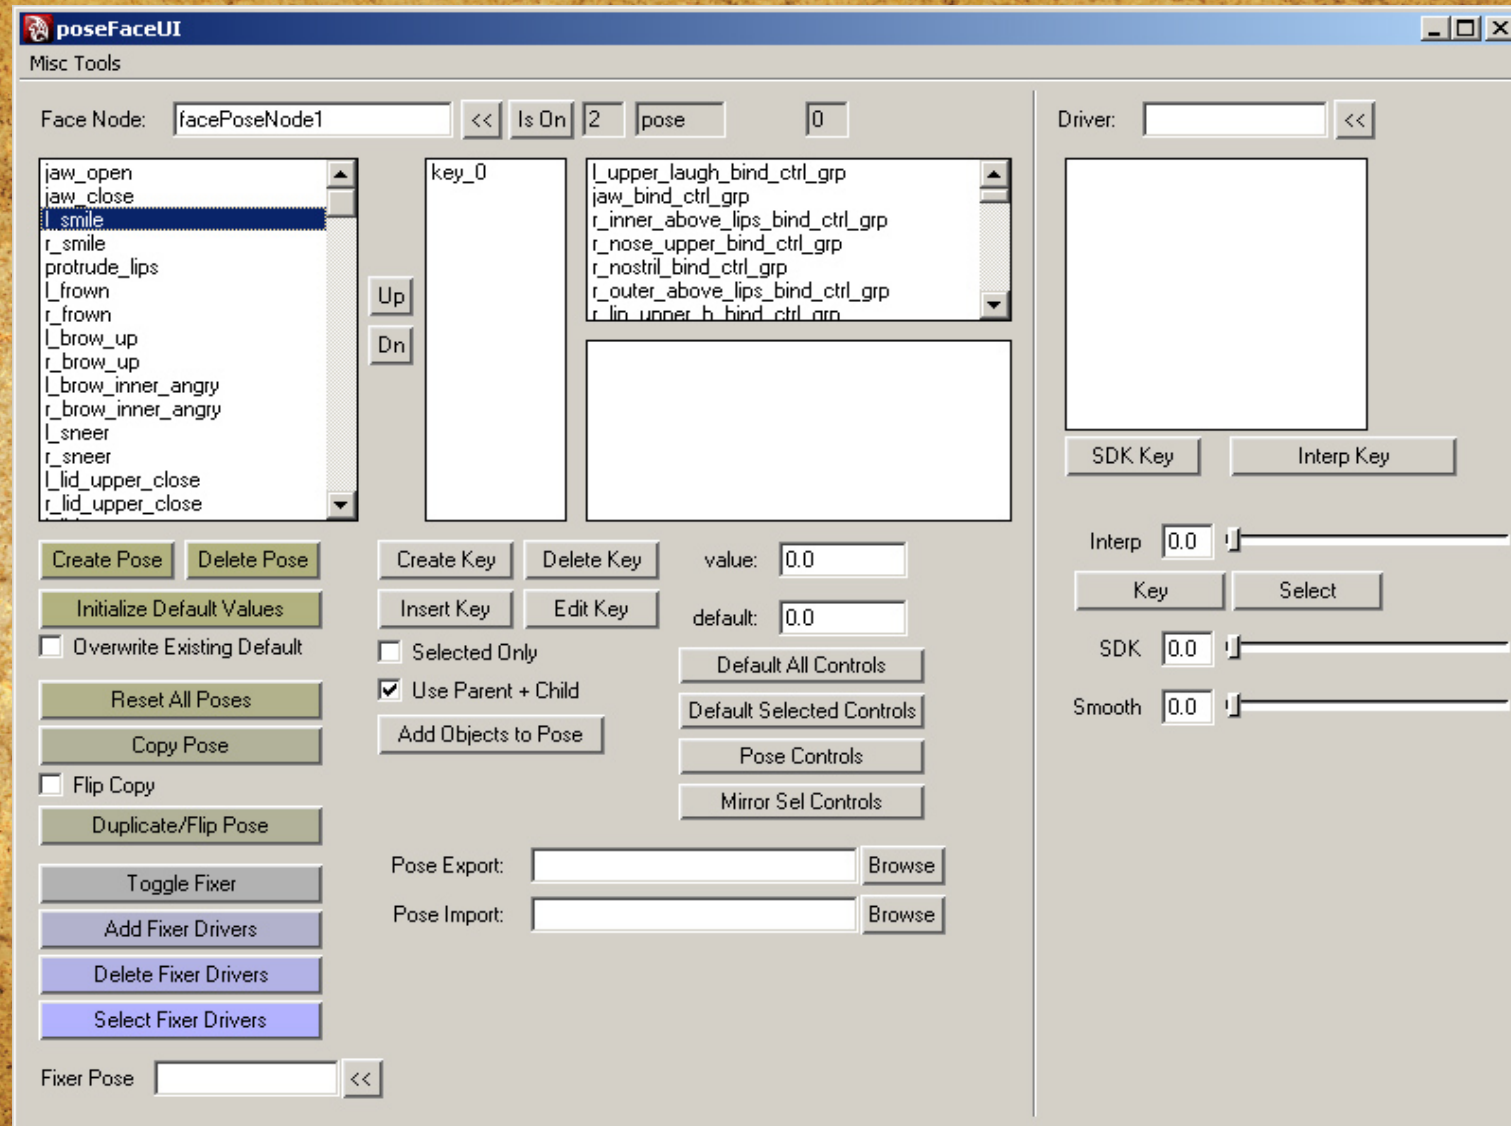 poseFaceUI
Misc Tools
Face Node: facePoseNode1 << Is On 2 pose 0
jaw_open
jaw_close
l_smile
r_smile
protrude_lips
l_frown
r_frown
l_brow_up
r_brow_up
l_brow_inner_angry
r_brow_inner_angry
l_sneer
r_sneer
l_lid_upper_close
r_lid_upper_close
Up
Dn
key_0
l_upper_laugh_bind_ctrl_grp
jaw_bind_ctrl_grp
r_inner_above_lips_bind_ctrl_grp
r_nose_upper_bind_ctrl_grp
r_nostril_bind_ctrl_grp
r_outer_above_lips_bind_ctrl_grp
r_lip_upper_h_bind_ctrl_grp
Create Pose Delete Pose
Initialize Default Values
Overwrite Existing Default
Reset All Poses
Copy Pose
Flip Copy
Duplicate/Flip Pose
Toggle Fixer
Add Fixer Drivers
Delete Fixer Drivers
Select Fixer Drivers
Fixer Pose <<
Create Key Delete Key
Insert Key Edit Key
Selected Only
Use Parent + Child
Add Objects to Pose
value: 0.0
default: 0.0
Default All Controls
Default Selected Controls
Pose Controls
Mirror Sel Controls
Pose Export: Browse
Pose Import: Browse
Driver: <<
SDK Key Interp Key
Interp 0.0
Key Select
SDK 0.0
Smooth 0.0